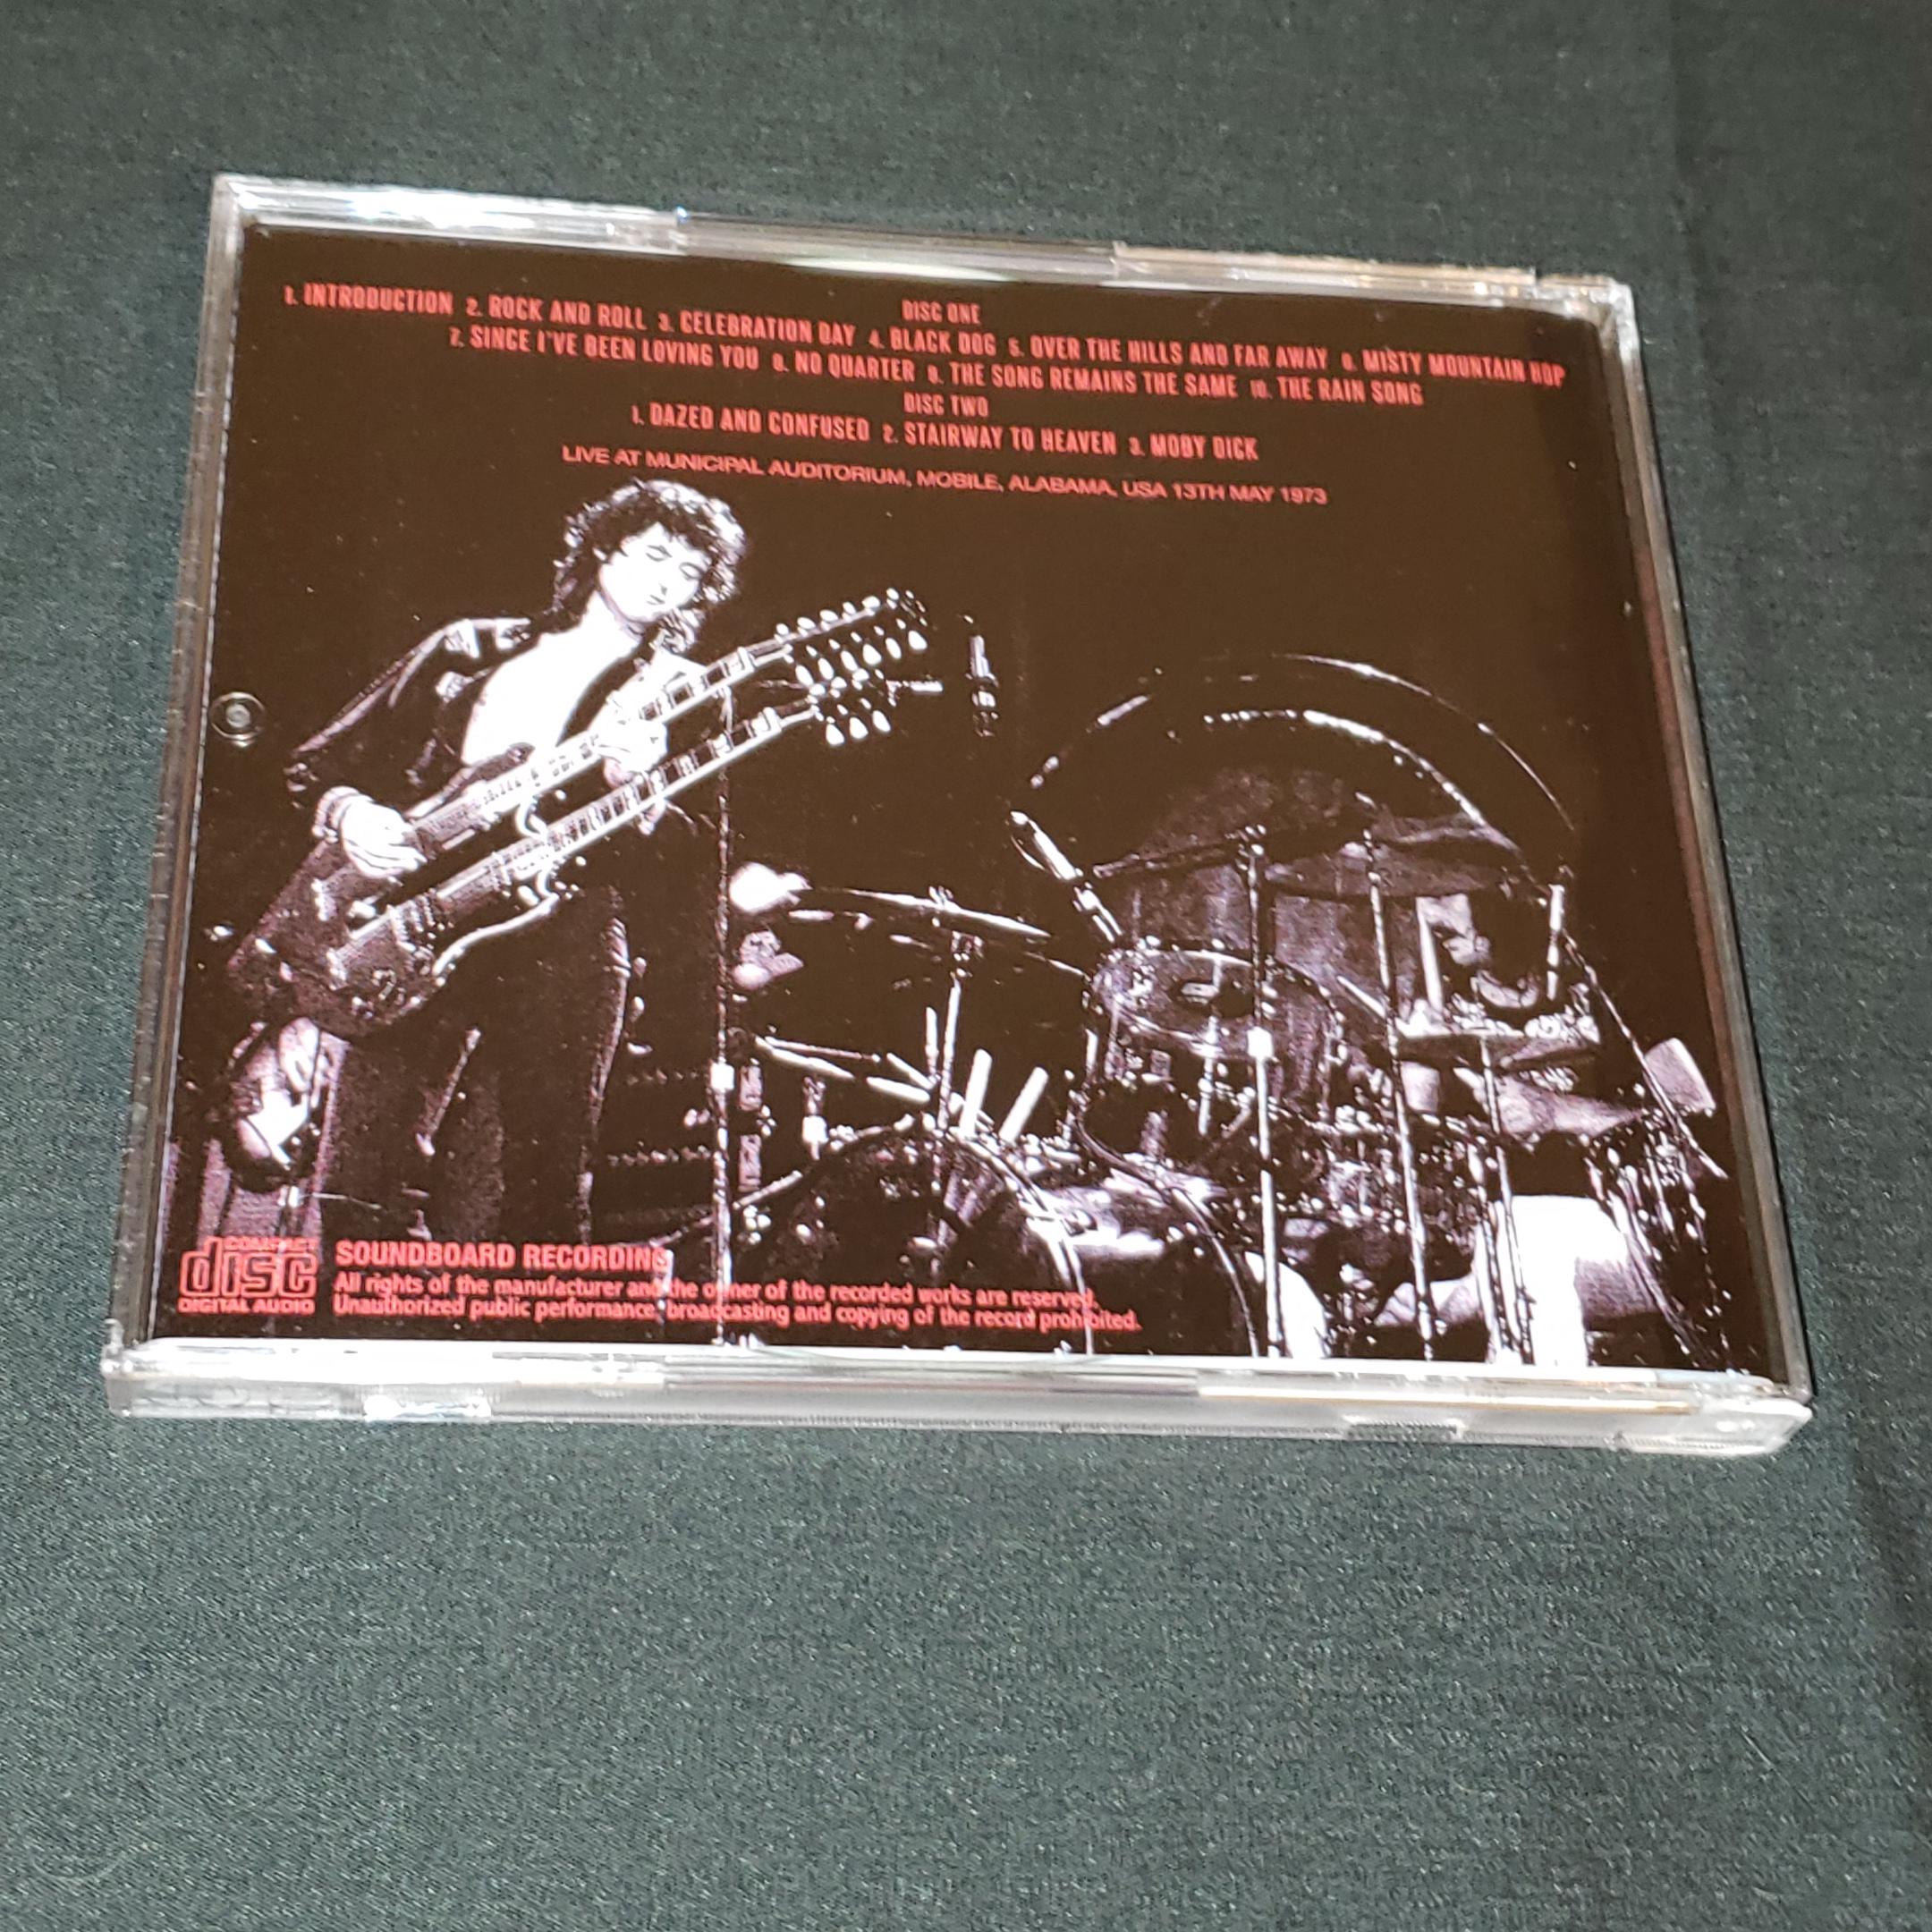 DISC ONE
1. INTRODUCTION 2. ROCK AND ROLL 3. CELEBRATION DAY 4. BLACK DOG 5. OVER THE HILLS AND FAR AWAY 6. MISTY MOUNTAIN HOP
7. SINCE I'VE BEEN LOVING YOU 8. NO QUARTER 9. THE SONG REMAINS THE SAME 10. THE RAIN SONG
DISC TWO
1. DAZED AND CONFUSED 2. STAIRWAY TO HEAVEN 3. MOBY DICK
LIVE AT MUNICIPAL AUDITORIUM, MOBILE, ALABAMA, USA 13TH MAY 1973
COMPACT
disc
DIGITAL AUDIO
SOUNDBOARD RECORDING
All rights of the manufacturer and the owner of the recorded works are reserved.
Unauthorized public performance, broadcasting and copying of the record prohibited.